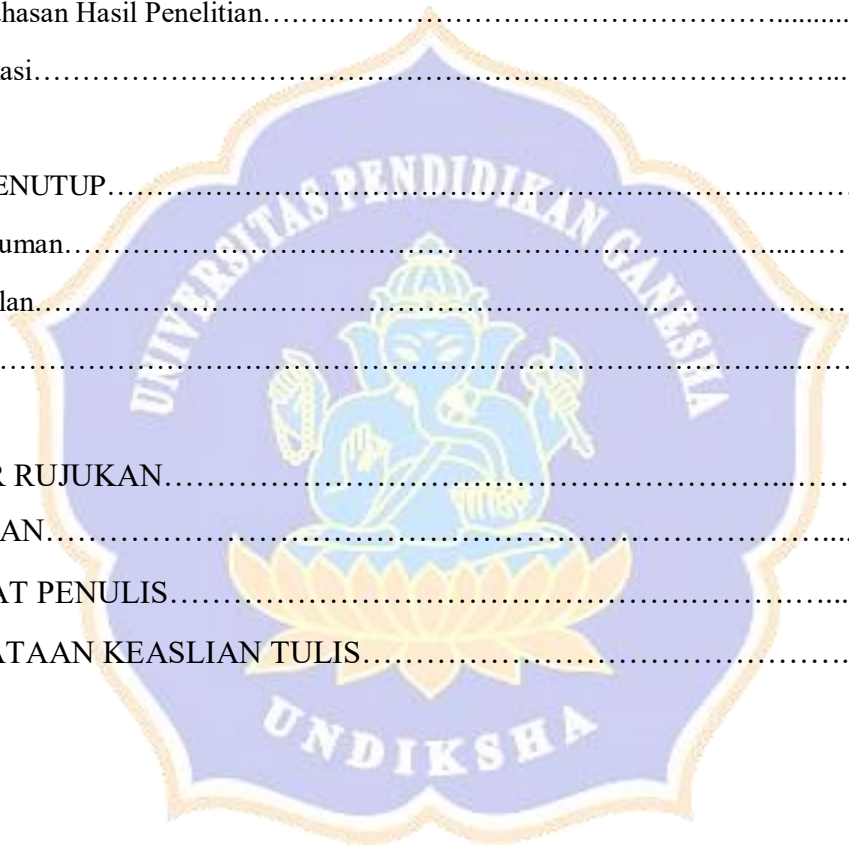 hasan Hasil Penelitian….……………………………………………...........
asi……………………………………………………………………...
ENUTUP………………………………………………………..………
uman……………………………………………………………...……
lan………………………………………………………………………
……………………………………………………………………..……
UNIVERSITAS PENDIDIKAN GANESHA
R RUJUKAN……………………………………………………..……
AN……………………………………………………………………....
AT PENULIS……………………………………………….…………...
ATAAN KEASLIAN TULIS………………………………………….
UNDIKSHA